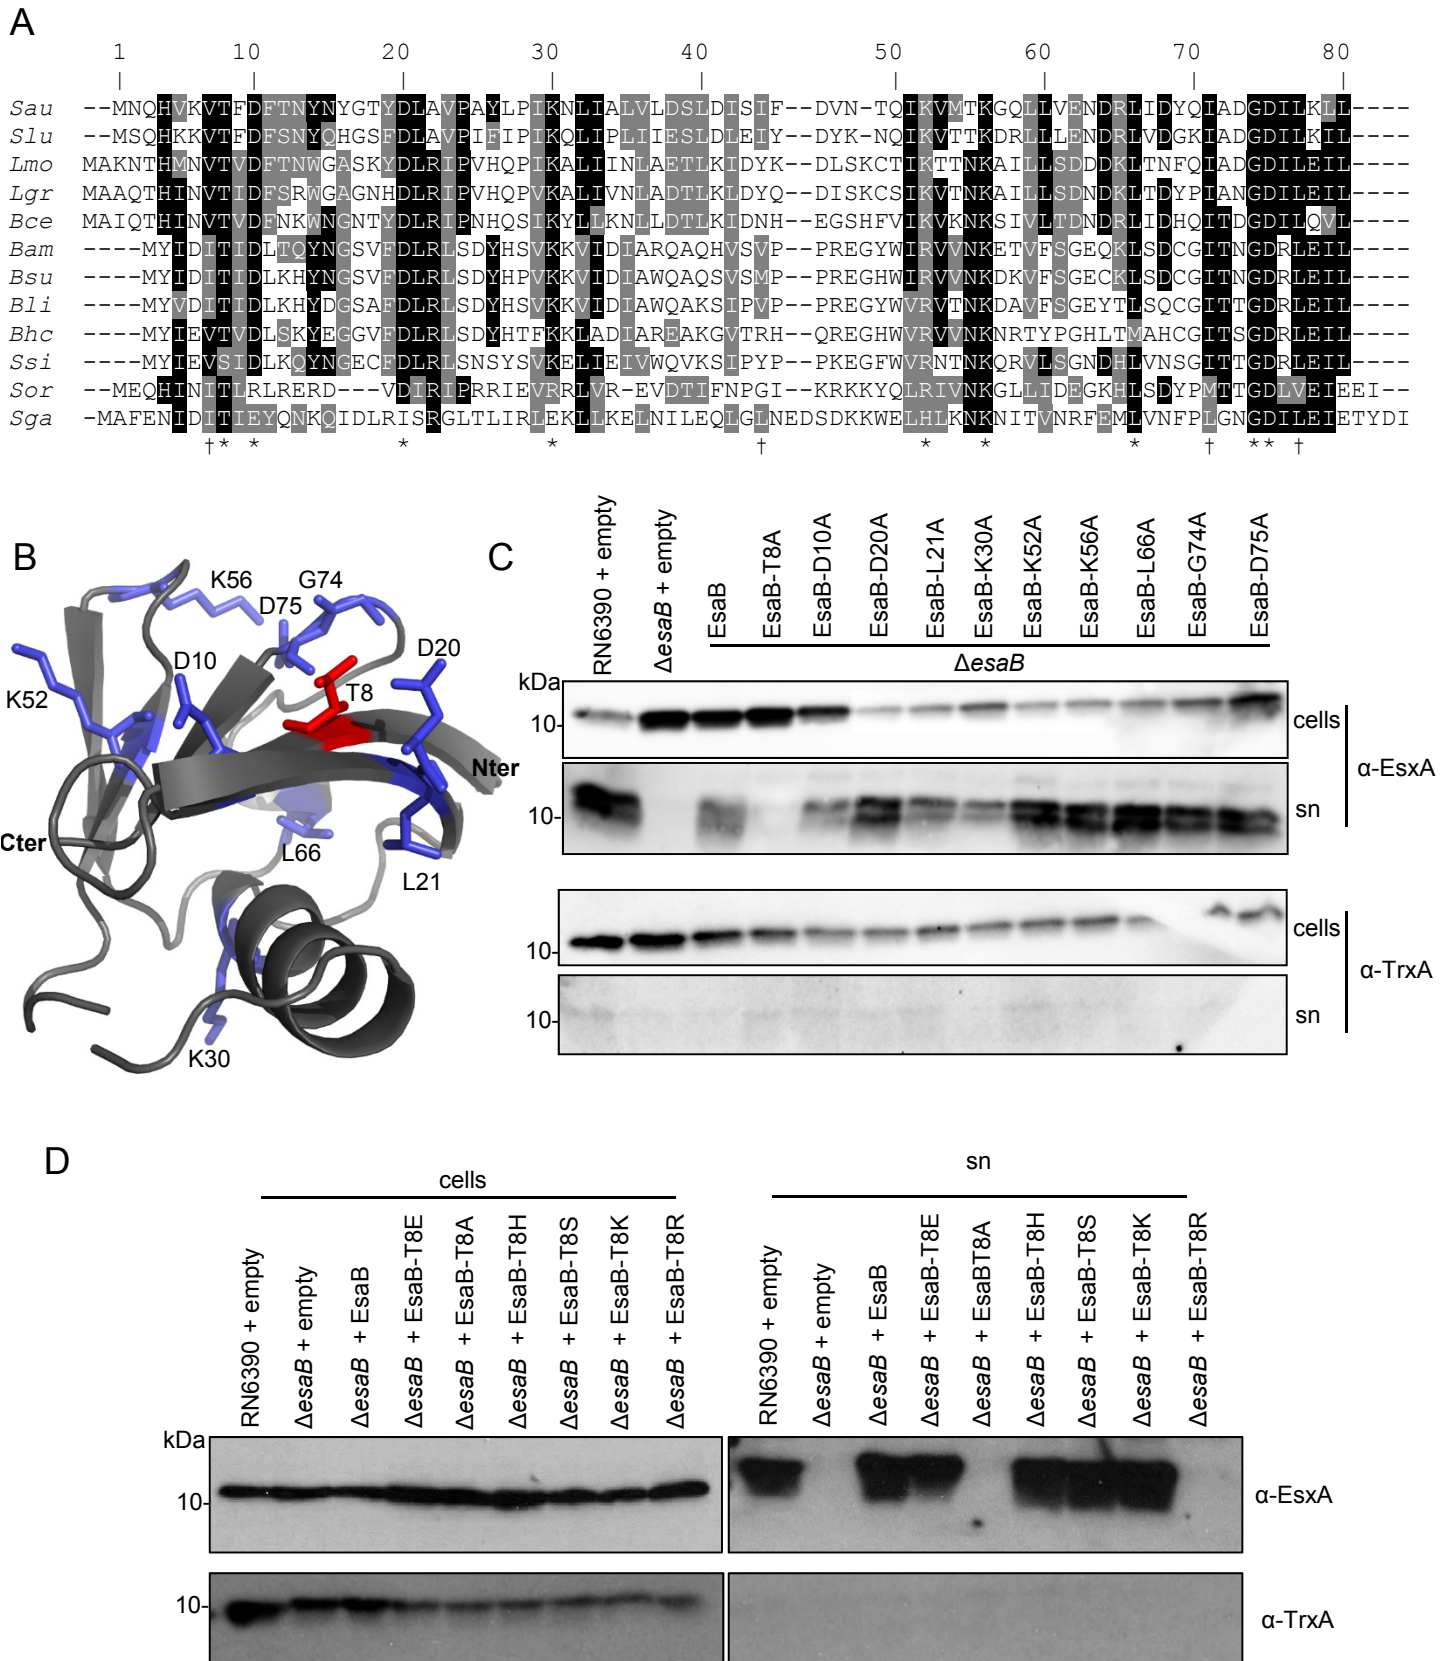 A
1 10 20 30 40 50 60 70 80
Sau --MNQHVKVTFDFTNYNYGTYDLAVPAYLPIKNLIALVLDSLDISIF--DVN-TQIKVMTKGQLLVENDRLIDYQIADGDILKLL----
Slu --MSQHKKVTFDFSNYQHGSFDLAVPIFIPIKQLIPLIIESLDLEIY--DYK-NQIKVTTKDRLLLENDRLVDGKIADGDILKIL----
Lmo MAKNTHMNVTVDFTNWGASKYDLRIPVHQPIKALIINLAETLKIDYK--DLSKCTIKTTNKAILLSDDDKLTNFQIADGDILEIL----
Lgr MAAQTHINVTIDFSRWGAGNHDLRIPVHQPVKALIVNLADTLKLDYQ--DISKCSIKVTNKAILLSDNDKLTDYPIANGDILEIL----
Bce MAIQTHINVTVDFNKWNGNTYDLRIPNHQSIKYLLKNLLDTLKIDNH--EGSHFVIKVKNKSIVLTDNDRLIDHQITDGDILQVL----
Bam ----MYIDITIDLTQYNGSVFDLRLSDYHSVKKVIDIARQAQHVSVP--PREGYWIRVVNKETVFSGEQKLSDCGITNGDRLEIL----
Bsu ----MYIDITIDLKHYNGSVFDLRLSDYHPVKKVIDIAWQAQSVSMP--PREGHWIRVVNKDKVFSGECKLSDCGITNGDRLEIL----
Bli ----MYVDITIDLKHYDGSAFDLRLSDYHSVKKVIDIAWQAKSIPVP--PREGYWVRVTNKDAVFSGEYTLSQCGITTGDRLEIL----
Bhc ----MYIEVTVDLSKYEGGVFDLRLSDYHTFKKLADIAREAKGVTRH--QREGHWVRVVNKNRTYPGHLTMAHCGITSGDRLEIL----
Ssi ----MYIEVSIDLKQYNGECFDLRLSNSYSVKELIEIVWQVKSIPYP--PKEGFWVRNTNKQRVLSGNDHLVNSGITTGDRLEIL----
Sor --MEQHINITLRLRERD---VDIRIPRRIEVRRLVR-EVDTIFNPGI--KRKKYQLRIVNKGLLIDEGKHLSDYPMTTGDLVEIEEI--
Sga -MAFENIDITIEYQNKQIDLRISRGLTLIRLEKLLKELNILEQLGLNEDSDKKWELHLKNKNITVNRFEMLVNFPLGNGDILEIETYDI
† * * * * † * * * † ** †
B
K56 G74
D75
D10 D20
K52 T8
Nter
Cter
L66
L21
K30
C
RN6390 + empty
ΔesaB + empty
EsaB
EsaB-T8A
EsaB-D10A
EsaB-D20A
EsaB-L21A
EsaB-K30A
EsaB-K52A
EsaB-K56A
EsaB-L66A
EsaB-G74A
EsaB-D75A
ΔesaB
kDa
10- cells
α-EsxA
10- sn
10- cells
α-TrxA
10- sn
D
cells
sn
RN6390 + empty
ΔesaB + empty
ΔesaB + EsaB
ΔesaB + EsaB-T8E
ΔesaB + EsaB-T8A
ΔesaB + EsaB-T8H
ΔesaB + EsaB-T8S
ΔesaB + EsaB-T8K
ΔesaB + EsaB-T8R
RN6390 + empty
ΔesaB + empty
ΔesaB + EsaB
ΔesaB + EsaB-T8E
ΔesaB + EsaBT8A
ΔesaB + EsaB-T8H
ΔesaB + EsaB-T8S
ΔesaB + EsaB-T8K
ΔesaB + EsaB-T8R
kDa
10- α-EsxA
10- α-TrxA